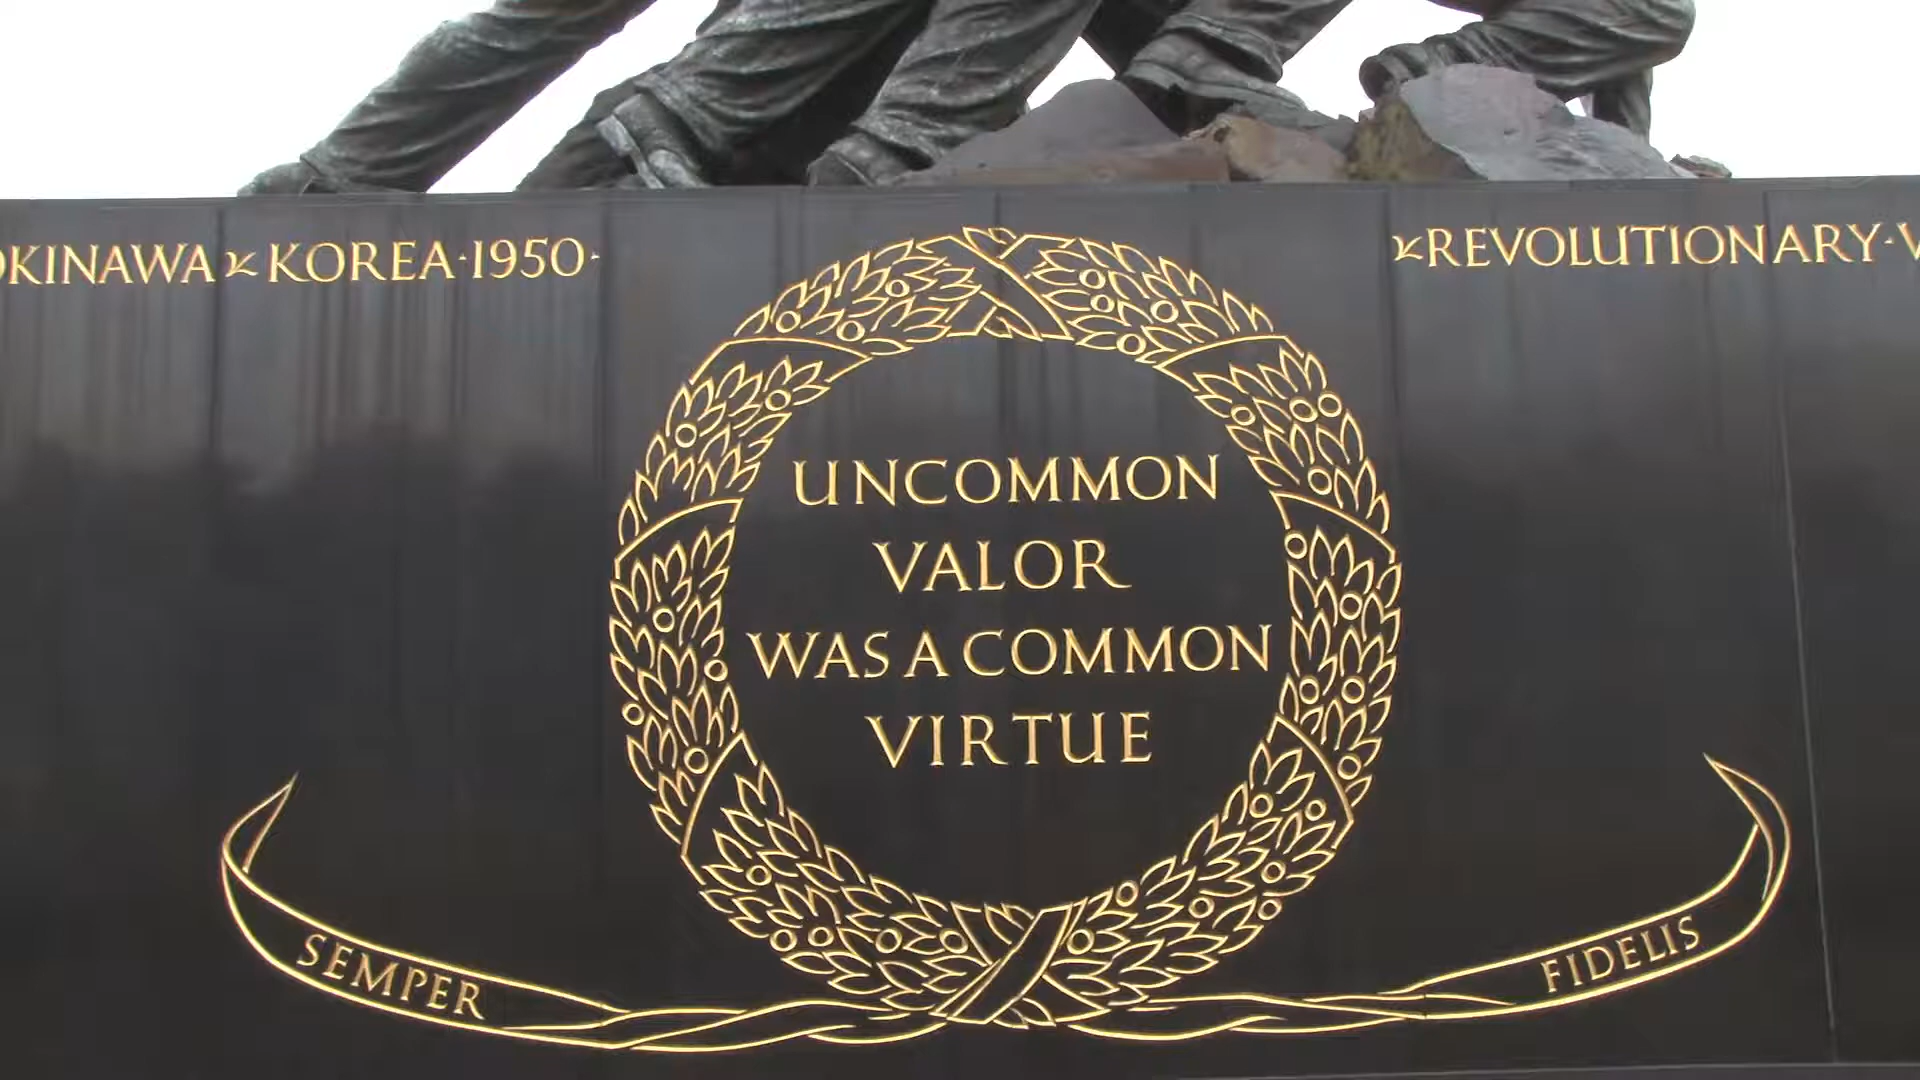 OKINAWA KOREA·1950·
REVOLUTIONARY·
UNCOMMON
VALOR
WAS A COMMON
VIRTUE
SEMPER
FIDELIS